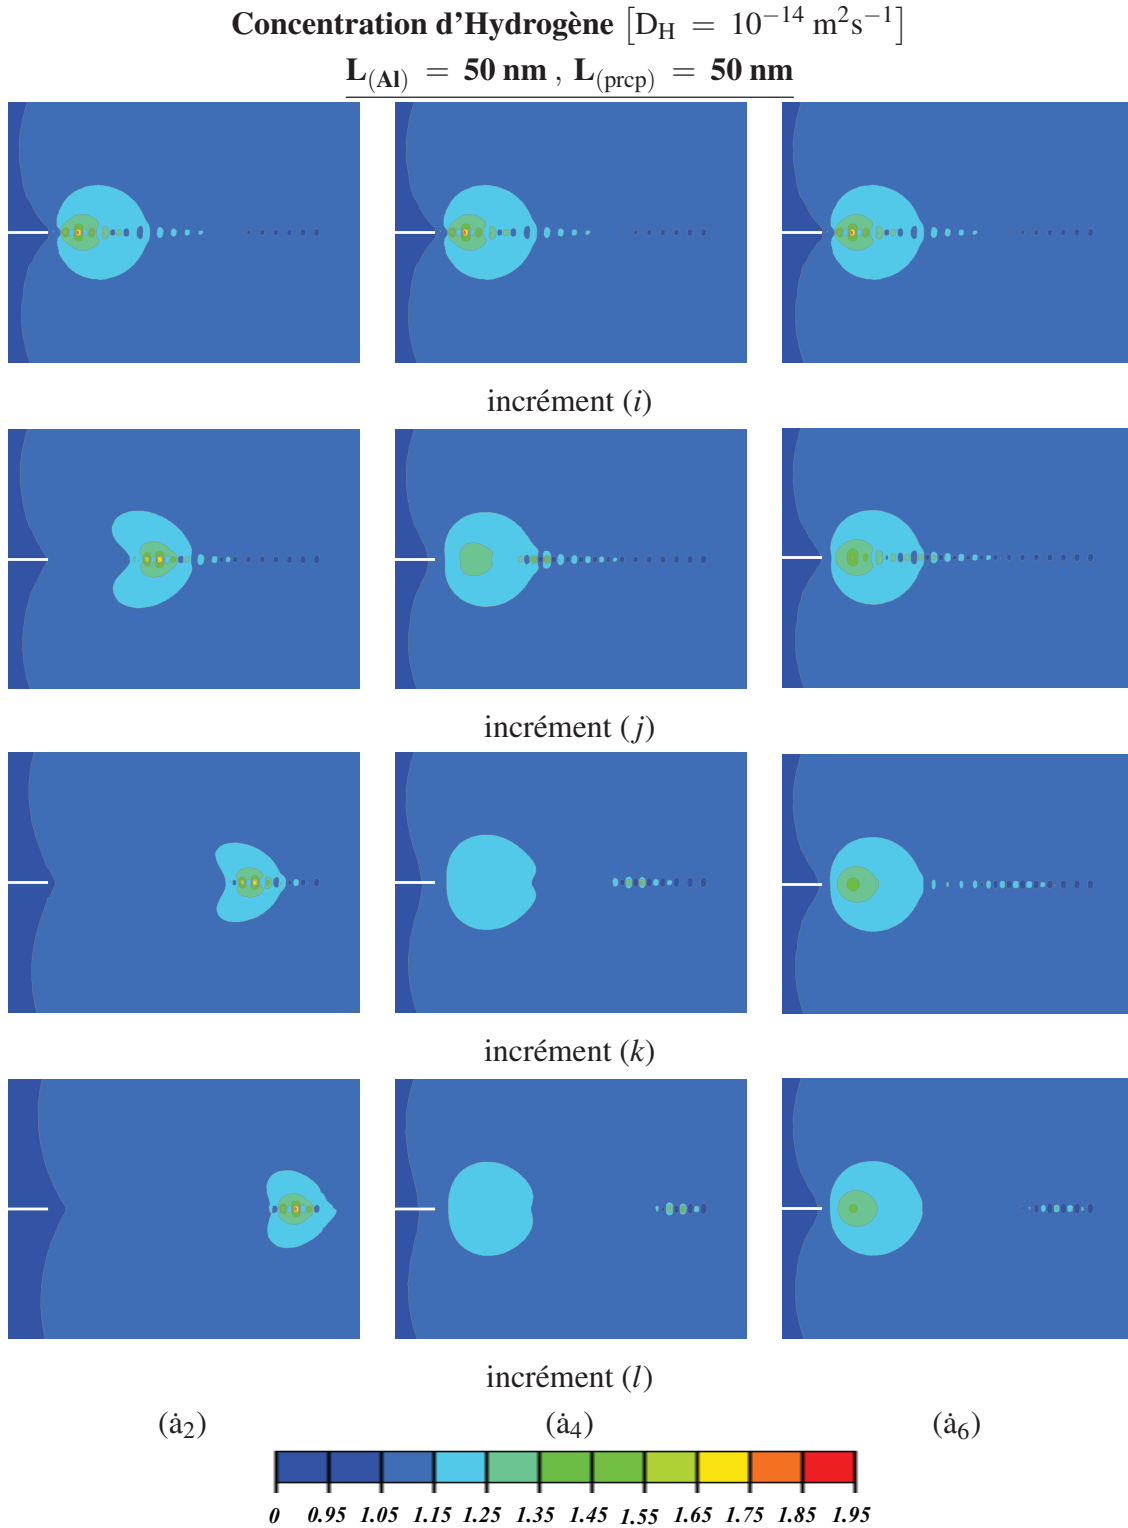 Concentration d'Hydrogène [D_H = 10⁻¹⁴ m²s⁻¹]
L_(Al) = 50 nm , L_(prcp) = 50 nm
incrément (i)
incrément (j)
incrément (k)
incrément (l)
(ȧ₂) (ȧ₄) (ȧ₆)
0 0.95 1.05 1.15 1.25 1.35 1.45 1.55 1.65 1.75 1.85 1.95